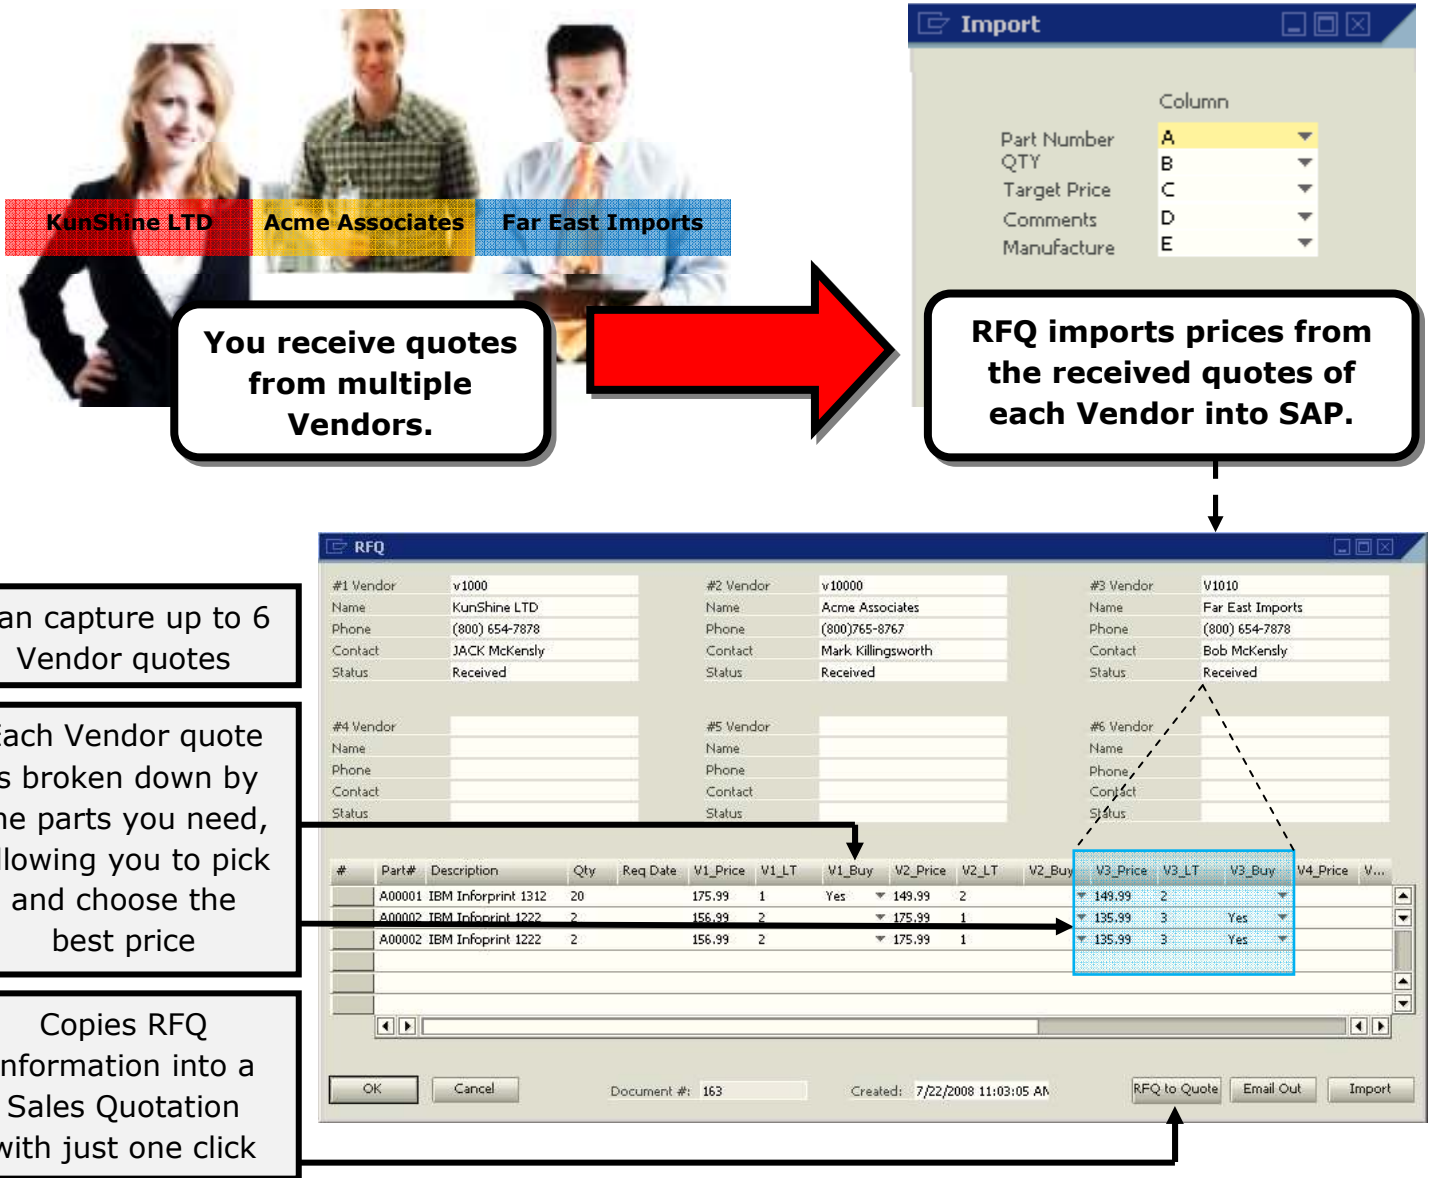 KunShine LTD
Acme Associates
Far East Imports
You receive quotes
from multiple
Vendors.
Import
Column
Part Number A
QTY B
Target Price C
Comments D
Manufacture E
RFQ imports prices from
the received quotes of
each Vendor into SAP.
an capture up to 6
Vendor quotes
Each Vendor quote
s broken down by
he parts you need,
llowing you to pick
and choose the
best price
Copies RFQ
nformation into a
Sales Quotation
with just one click
RFQ
#1 Vendor v1000 #2 Vendor v10000 #3 Vendor V1010
Name KunShine LTD Name Acme Associates Name Far East Imports
Phone (800) 654-7878 Phone (800)765-8767 Phone (800) 654-7878
Contact JACK McKensly Contact Mark Killingsworth Contact Bob McKensly
Status Received Status Received Status Received
#4 Vendor #5 Vendor #6 Vendor
Name Name Name
Phone Phone Phone
Contact Contact Contact
Status Status Status
# Part# Description Qty Req Date V1_Price V1_LT V1_Buy V2_Price V2_LT V2_Buy V3_Price V3_LT V3_Buy V4_Price V...
A00001 IBM Inforprint 1312 20 175.99 1 Yes 149.99 2 149.99 2
A00002 IBM Infoprint 1222 2 156.99 2 175.99 1 135.99 3 Yes
A00002 IBM Infoprint 1222 2 156.99 2 175.99 1 135.99 3 Yes
OK Cancel Document #: 163 Created: 7/22/2008 11:03:05 AM RFQ to Quote Email Out Import